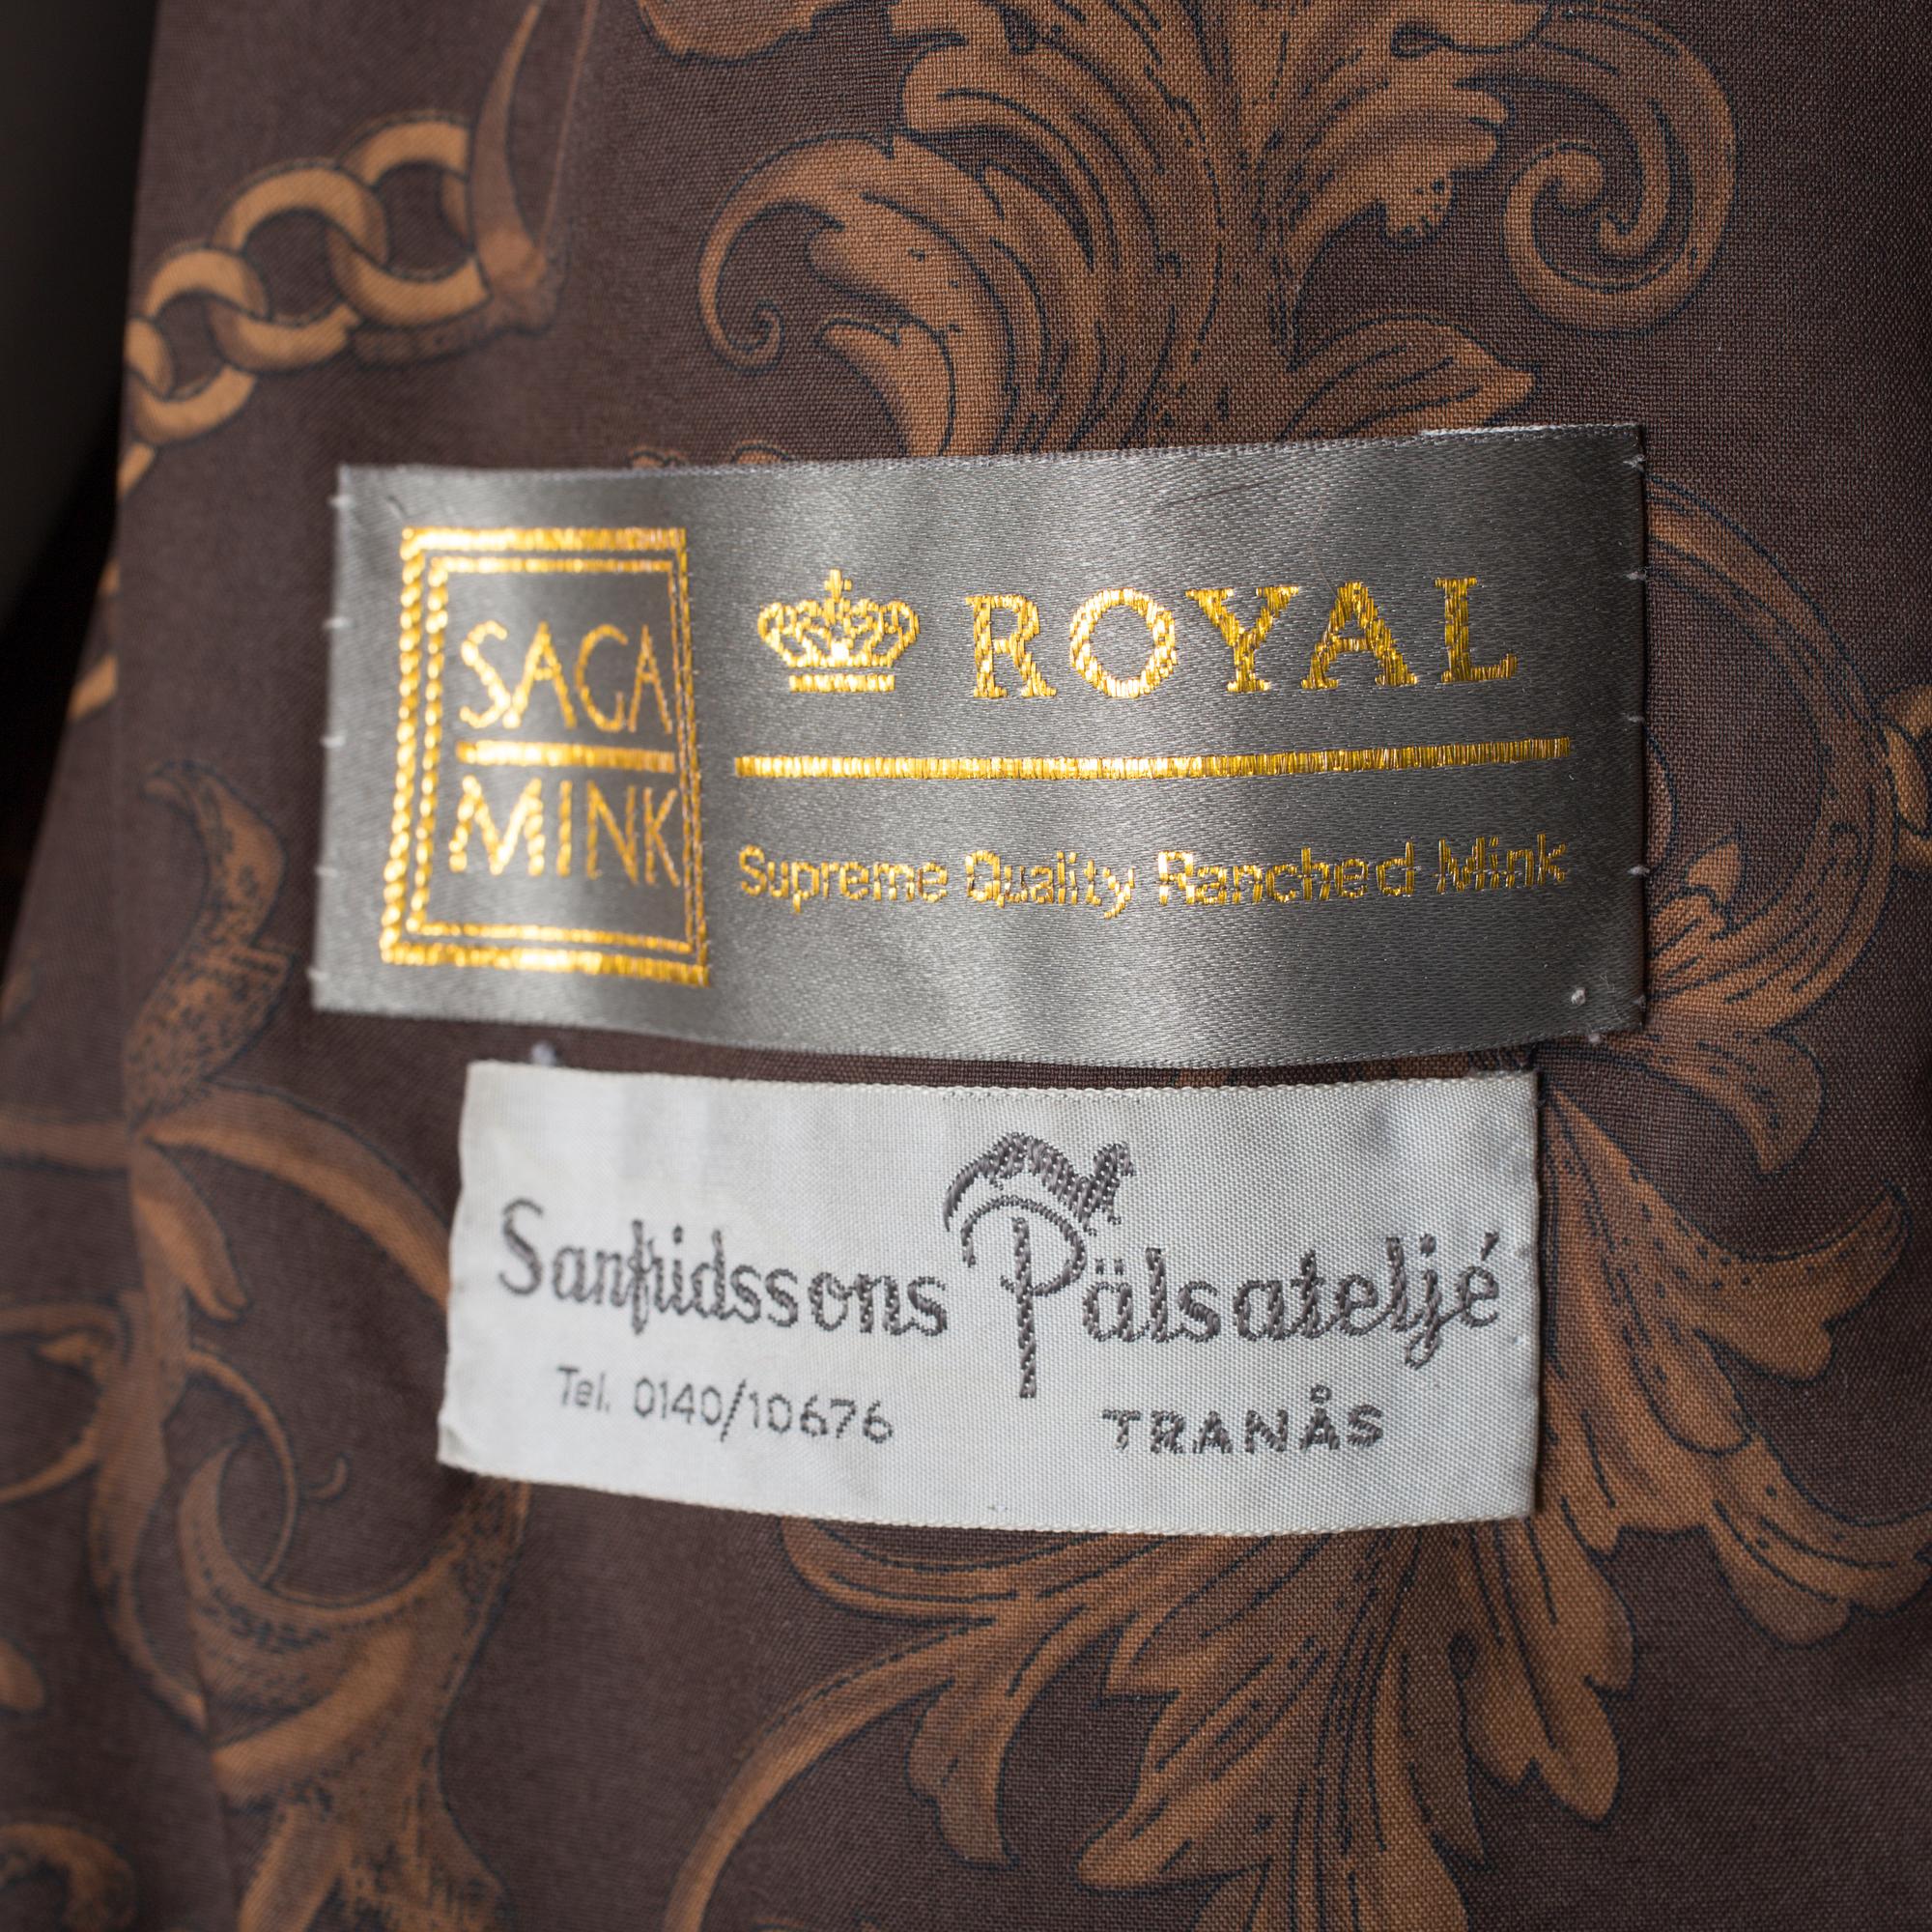 SAGA
MINK
ROYAL
Supreme Quality Ranched Mink
Sanfridssons Pälsateljé
Tel. 0140/10676
TRANÅS